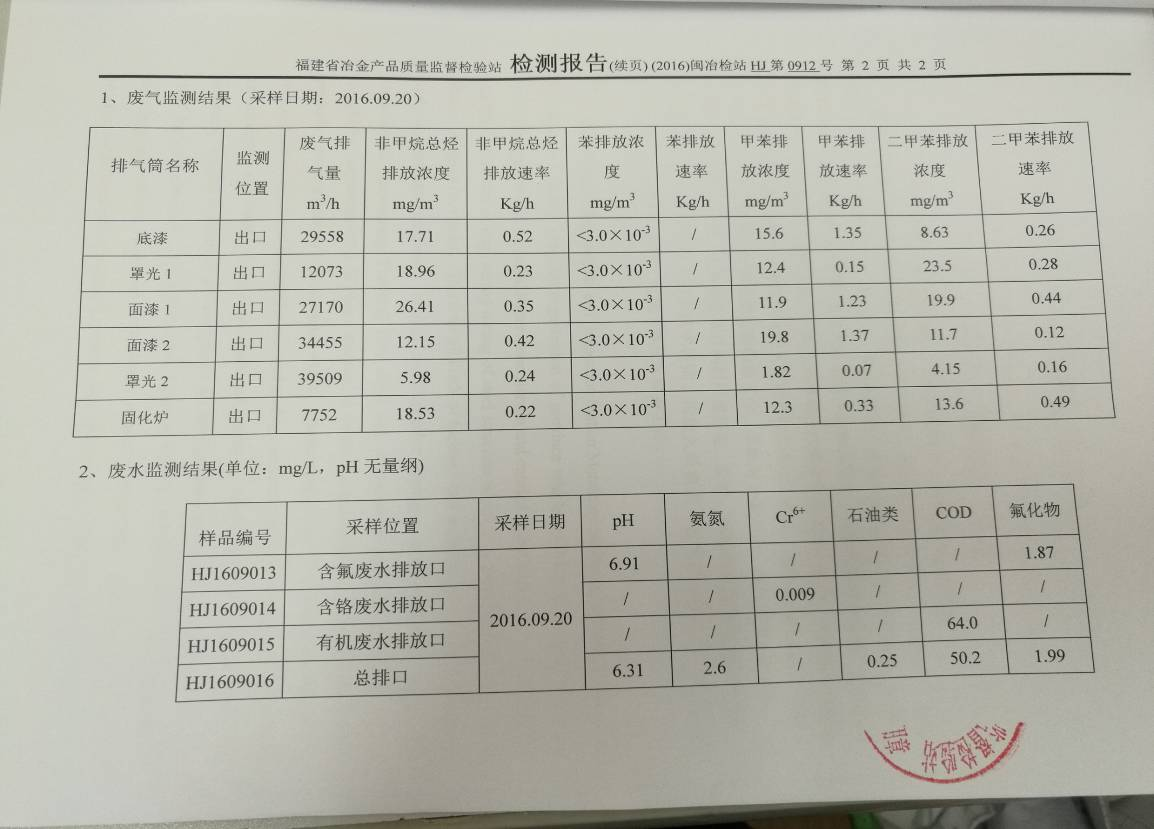 福建省冶金产品质量监督检验站 检测报告(续页) (2016)闽冶检站 HJ 第 0912 号 第 2 页 共 2 页
1、废气监测结果（采样日期：2016.09.20）
排气筒名称 监测位置 废气排气量 m³/h 非甲烷总烃排放浓度 mg/m³ 非甲烷总烃排放速率 Kg/h 苯排放浓度 mg/m³ 苯排放速率 Kg/h 甲苯排放浓度 mg/m³ 甲苯排放速率 Kg/h 二甲苯排放浓度 mg/m³ 二甲苯排放速率 Kg/h
底漆 出口 29558 17.71 0.52 <3.0×10⁻³ / 15.6 1.35 8.63 0.26
罩光 1 出口 12073 18.96 0.23 <3.0×10⁻³ / 12.4 0.15 23.5 0.28
面漆 1 出口 27170 26.41 0.35 <3.0×10⁻³ / 11.9 1.23 19.9 0.44
面漆 2 出口 34455 12.15 0.42 <3.0×10⁻³ / 19.8 1.37 11.7 0.12
罩光 2 出口 39509 5.98 0.24 <3.0×10⁻³ / 1.82 0.07 4.15 0.16
固化炉 出口 7752 18.53 0.22 <3.0×10⁻³ / 12.3 0.33 13.6 0.49
2、废水监测结果(单位：mg/L，pH 无量纲)
样品编号 采样位置 采样日期 pH 氨氮 Cr⁶⁺ 石油类 COD 氟化物
HJ1609013 含氟废水排放口 2016.09.20 6.91 / / / / 1.87
HJ1609014 含铬废水排放口 / / 0.009 / / /
HJ1609015 有机废水排放口 / / / / 64.0 /
HJ1609016 总排口 6.31 2.6 / 0.25 50.2 1.99
督检验站